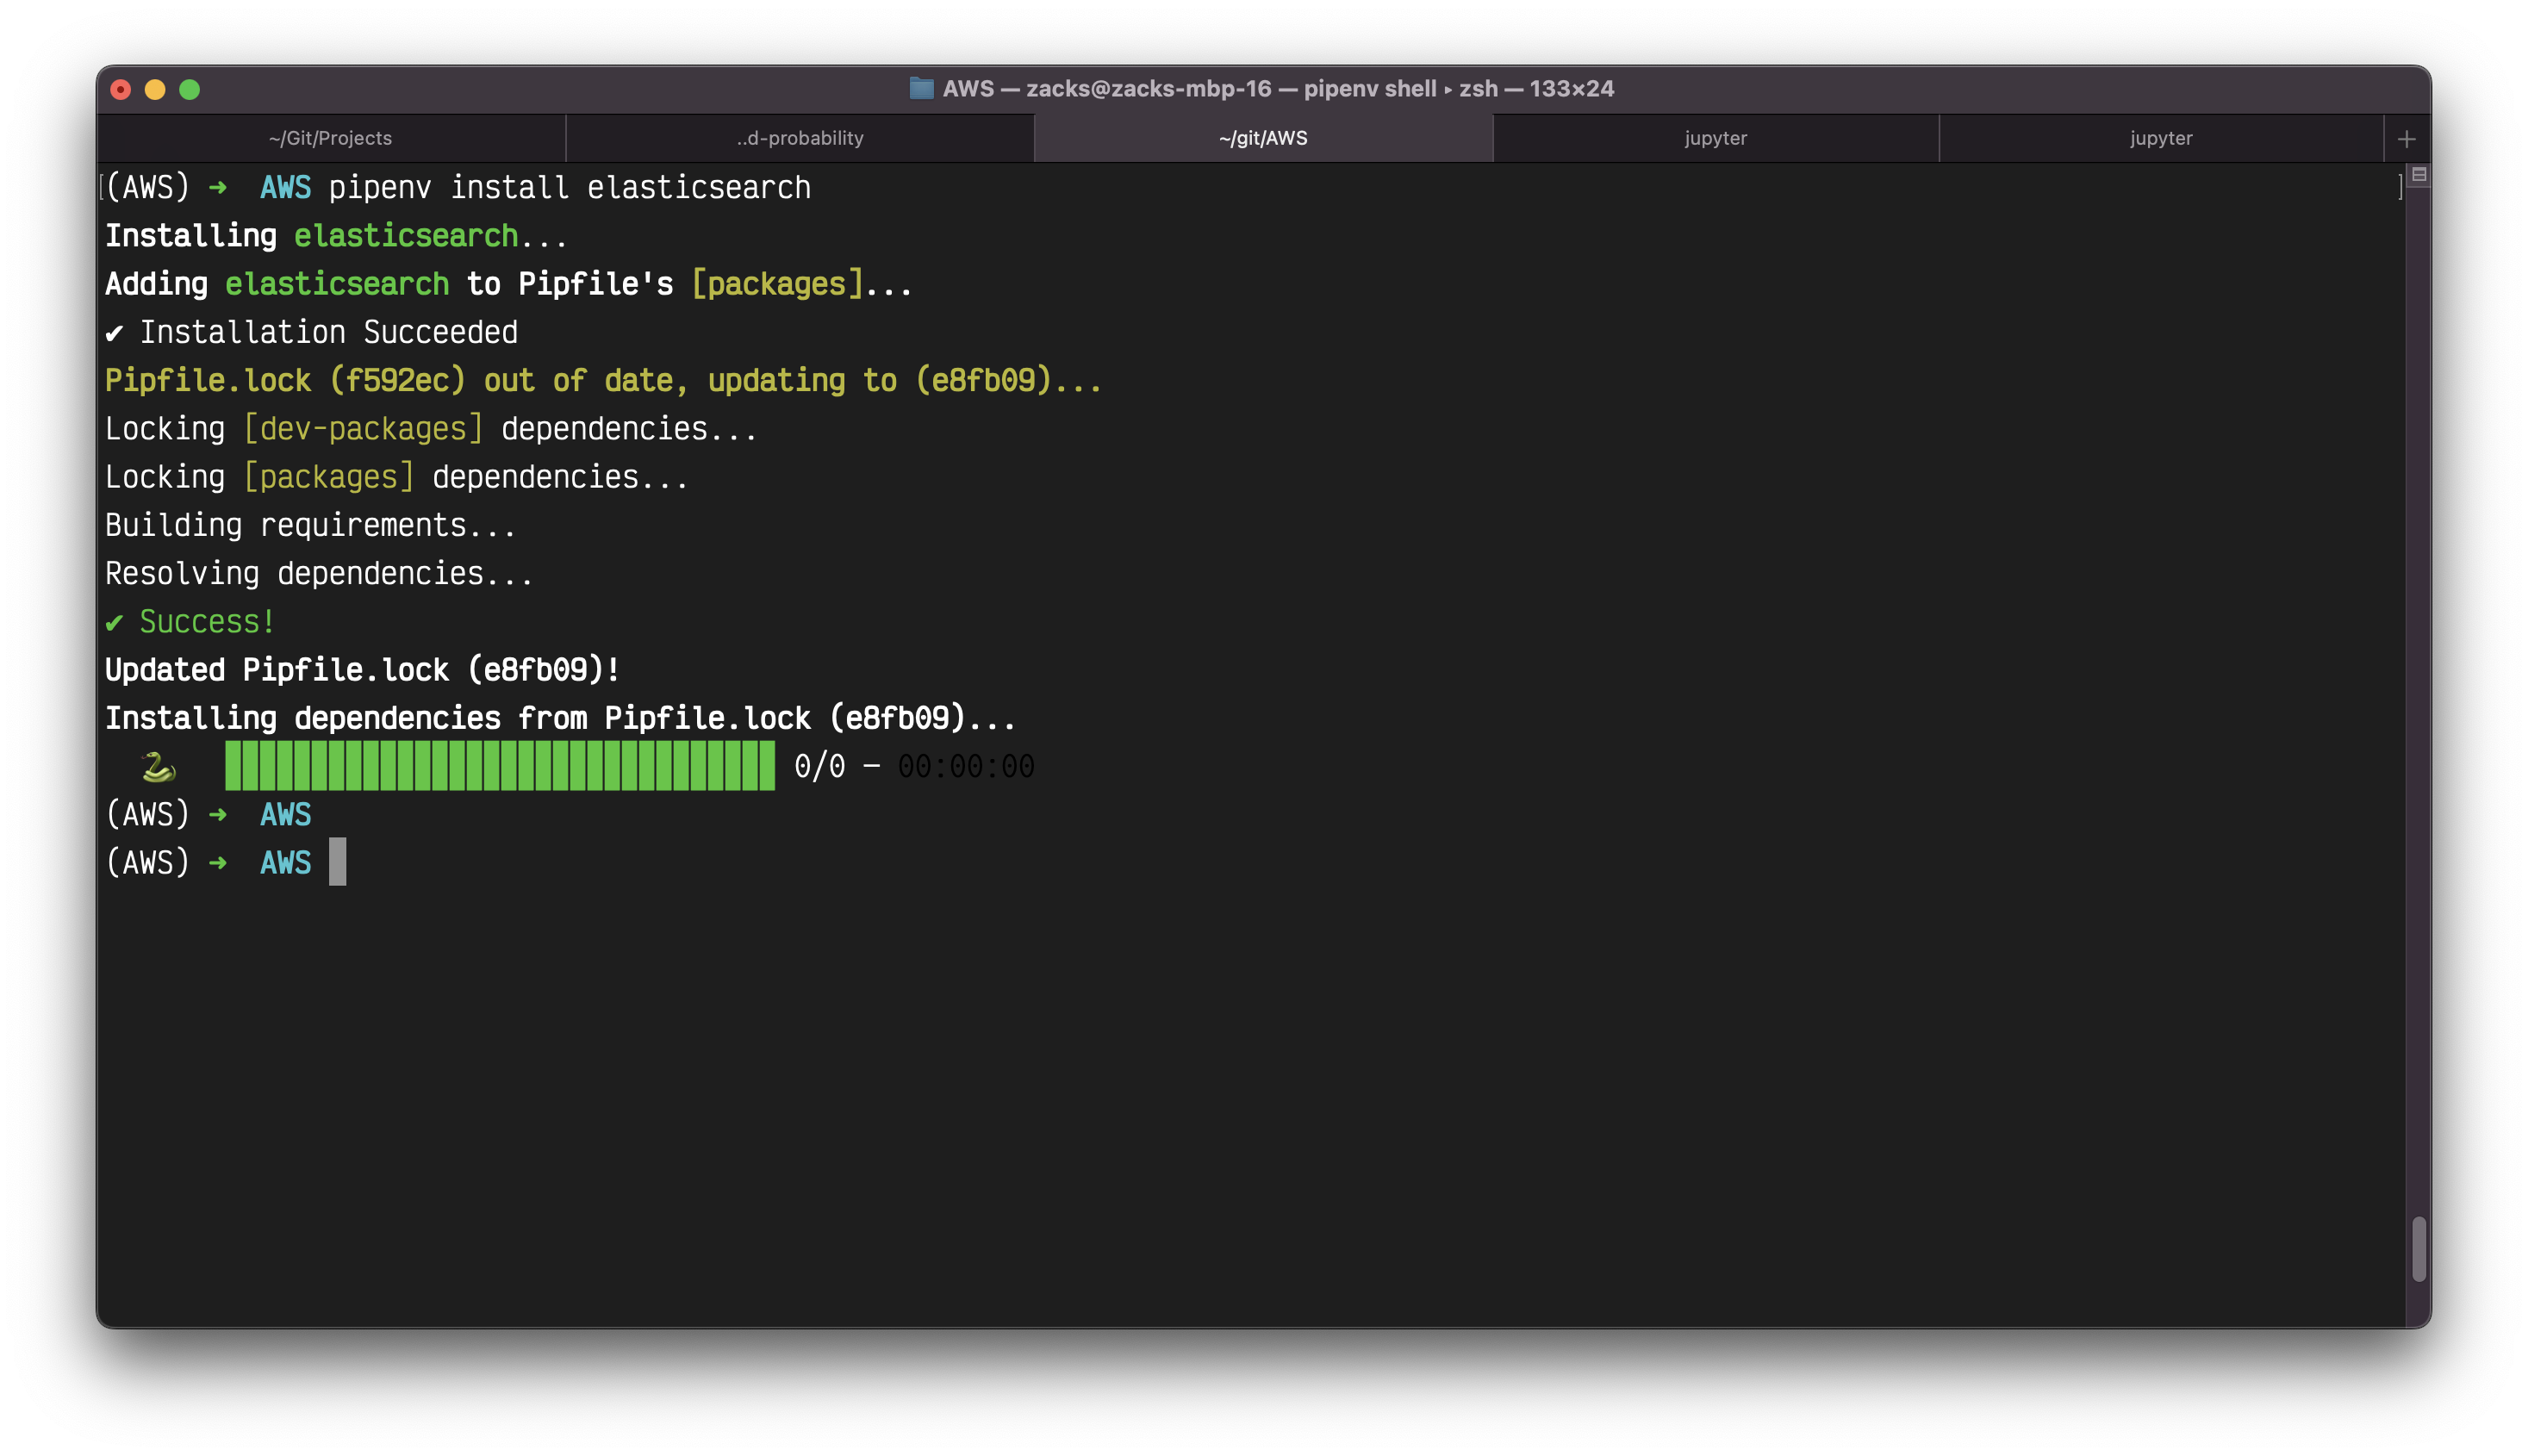 AWS — zacks@zacks-mbp-16 — pipenv shell ▸ zsh — 133×24
~/Git/Projects ..d-probability ~/git/AWS jupyter jupyter +
[(AWS) ➜  AWS pipenv install elasticsearch ]
Installing elasticsearch...
Adding elasticsearch to Pipfile's [packages]...
✔ Installation Succeeded
Pipfile.lock (f592ec) out of date, updating to (e8fb09)...
Locking [dev-packages] dependencies...
Locking [packages] dependencies...
Building requirements...
Resolving dependencies...
✔ Success!
Updated Pipfile.lock (e8fb09)!
Installing dependencies from Pipfile.lock (e8fb09)...
🐍 ▉▉▉▉▉▉▉▉▉▉▉▉▉▉▉▉▉▉▉▉▉▉▉▉▉▉▉▉▉▉▉▉ 0/0 — 00:00:00
(AWS) ➜  AWS
(AWS) ➜  AWS